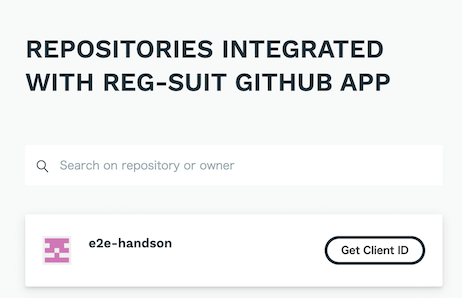 REPOSITORIES INTEGRATED
WITH REG-SUIT GITHUB APP
Search on repository or owner
e2e-handson
Get Client ID